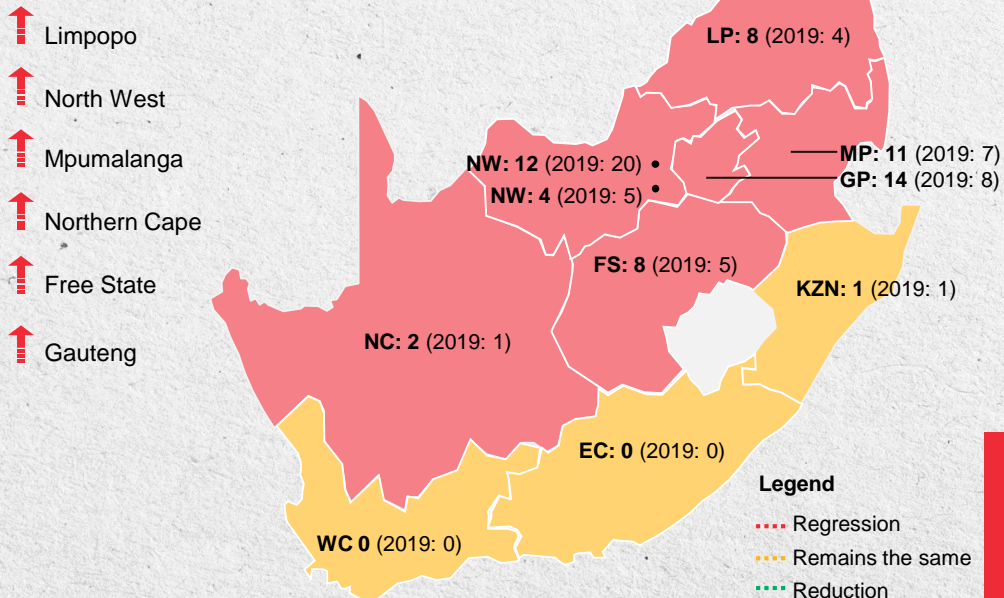 Limpopo
North West
Mpumalanga
Northern Cape
Free State
Gauteng
LP: 8 (2019: 4)
NW: 12 (2019: 20)
NW: 4 (2019: 5)
MP: 11 (2019: 7)
GP: 14 (2019: 8)
FS: 8 (2019: 5)
KZN: 1 (2019: 1)
NC: 2 (2019: 1)
EC: 0 (2019: 0)
WC 0 (2019: 0)
Legend
Regression
Remains the same
Reduction